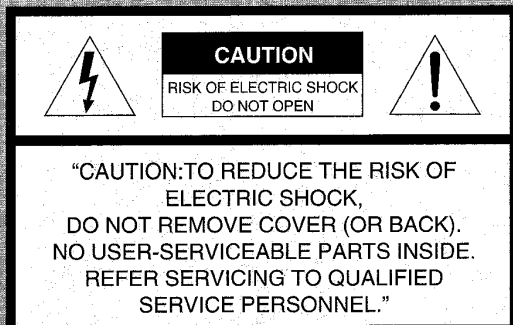 CAUTION
RISK OF ELECTRIC SHOCK
DO NOT OPEN
“CAUTION:TO REDUCE THE RISK OF
ELECTRIC SHOCK,
DO NOT REMOVE COVER (OR BACK).
NO USER-SERVICEABLE PARTS INSIDE.
REFER SERVICING TO QUALIFIED
SERVICE PERSONNEL.”